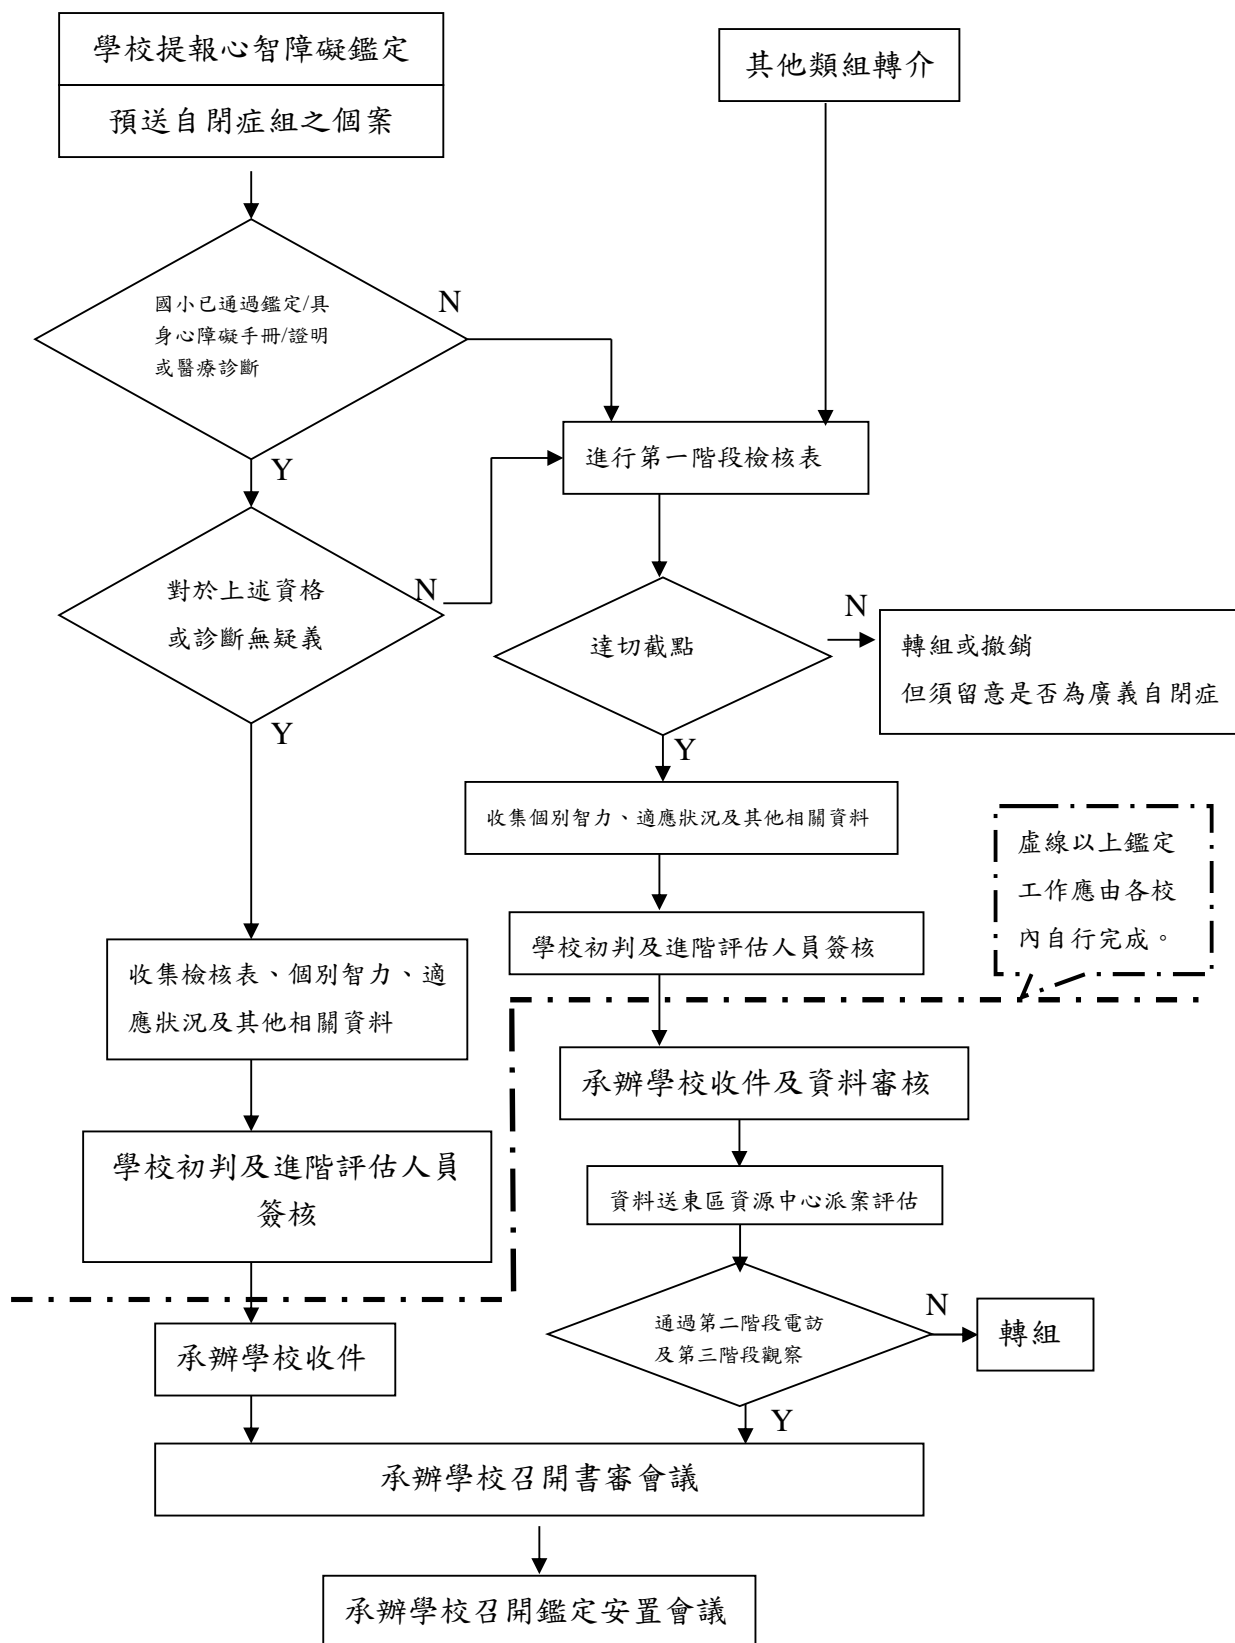 學校提報心智障礙鑑定
預送自閉症組之個案
其他類組轉介
國小已通過鑑定/具
身心障礙手冊/證明
或醫療診斷
N
Y
進行第一階段檢核表
對於上述資格
或診斷無疑義
N
Y
達切截點
N
轉組或撤銷
但須留意是否為廣義自閉症
Y
收集個別智力、適應狀況及其他相關資料
虛線以上鑑定
工作應由各校
內自行完成。
學校初判及進階評估人員簽核
收集檢核表、個別智力、適
應狀況及其他相關資料
承辦學校收件及資料審核
學校初判及進階評估人員
簽核
資料送東區資源中心派案評估
通過第二階段電訪
及第三階段觀察
N
轉組
Y
承辦學校收件
承辦學校召開書審會議
承辦學校召開鑑定安置會議